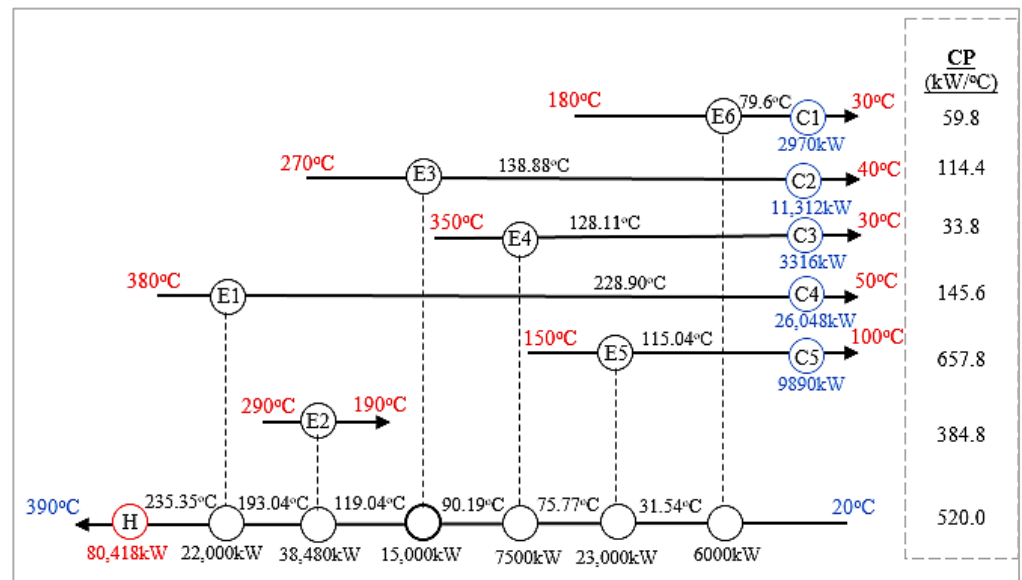 CP
(kW/°C)
180°C E6 79.6°C C1 30°C 59.8
2970kW
270°C E3 138.88°C C2 40°C 114.4
11,312kW
350°C E4 128.11°C C3 30°C 33.8
3316kW
380°C E1 228.90°C C4 50°C 145.6
26,048kW
150°C E5 115.04°C C5 100°C 657.8
9890kW
290°C E2 190°C 384.8
390°C H 235.35°C 193.04°C 119.04°C 90.19°C 75.77°C 31.54°C 20°C 520.0
80,418kW 22,000kW 38,480kW 15,000kW 7500kW 23,000kW 6000kW